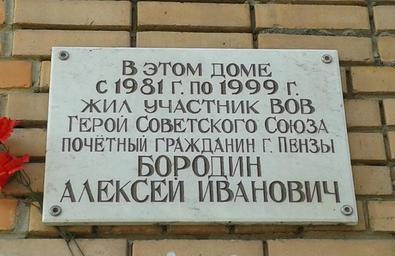 В ЭТОМ ДОМЕ
С 1981 Г. ПО 1999 Г.
ЖИЛ УЧАСТНИК ВОВ
ГЕРОЙ СОВЕТСКОГО СОЮЗА
ПОЧЁТНЫЙ ГРАЖДАНИН Г. ПЕНЗЫ
БОРОДИН
АЛЕКСЕЙ ИВАНОВИЧ